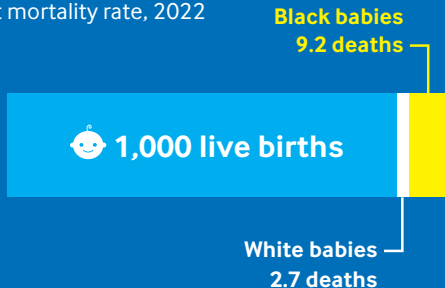 mortality rate, 2022
Black babies
9.2 deaths
1,000 live births
White babies
2.7 deaths